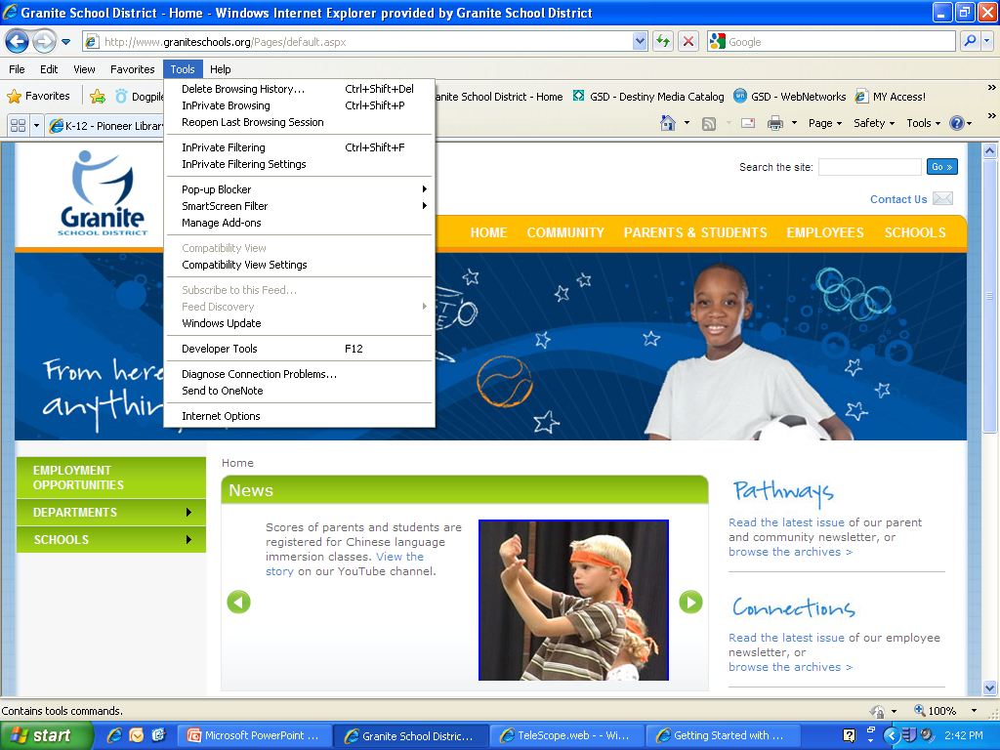 Granite School District - Home - Windows Internet Explorer provided by Granite School District
http://www.graniteschools.org/Pages/default.aspx
Google
File Edit View Favorites Tools Help
Favorites Dogpile
anite School District - Home GSD - Destiny Media Catalog GSD - WebNetworks MY Access!
K-12 - Pioneer Library
Page Safety Tools
Delete Browsing History... Ctrl+Shift+Del
InPrivate Browsing Ctrl+Shift+P
Reopen Last Browsing Session
InPrivate Filtering Ctrl+Shift+F
InPrivate Filtering Settings
Pop-up Blocker
SmartScreen Filter
Manage Add-ons
Compatibility View
Compatibility View Settings
Subscribe to this Feed...
Feed Discovery
Windows Update
Developer Tools F12
Diagnose Connection Problems...
Send to OneNote
Internet Options
Granite
SCHOOL DISTRICT
Search the site: Go »
Contact Us
HOME COMMUNITY PARENTS & STUDENTS EMPLOYEES SCHOOLS
From here
anything
EMPLOYMENT
OPPORTUNITIES
DEPARTMENTS
SCHOOLS
Home
News
Scores of parents and students are
registered for Chinese language
immersion classes. View the
story on our YouTube channel.
Pathways
Read the latest issue of our parent
and community newsletter, or
browse the archives >
Connections
Read the latest issue of our employee
newsletter, or
browse the archives >
Contains tools commands.
100%
start
Microsoft PowerPoint ...
Granite School Distric...
TeleScope.web - - Wi...
Getting Started with ...
2:42 PM